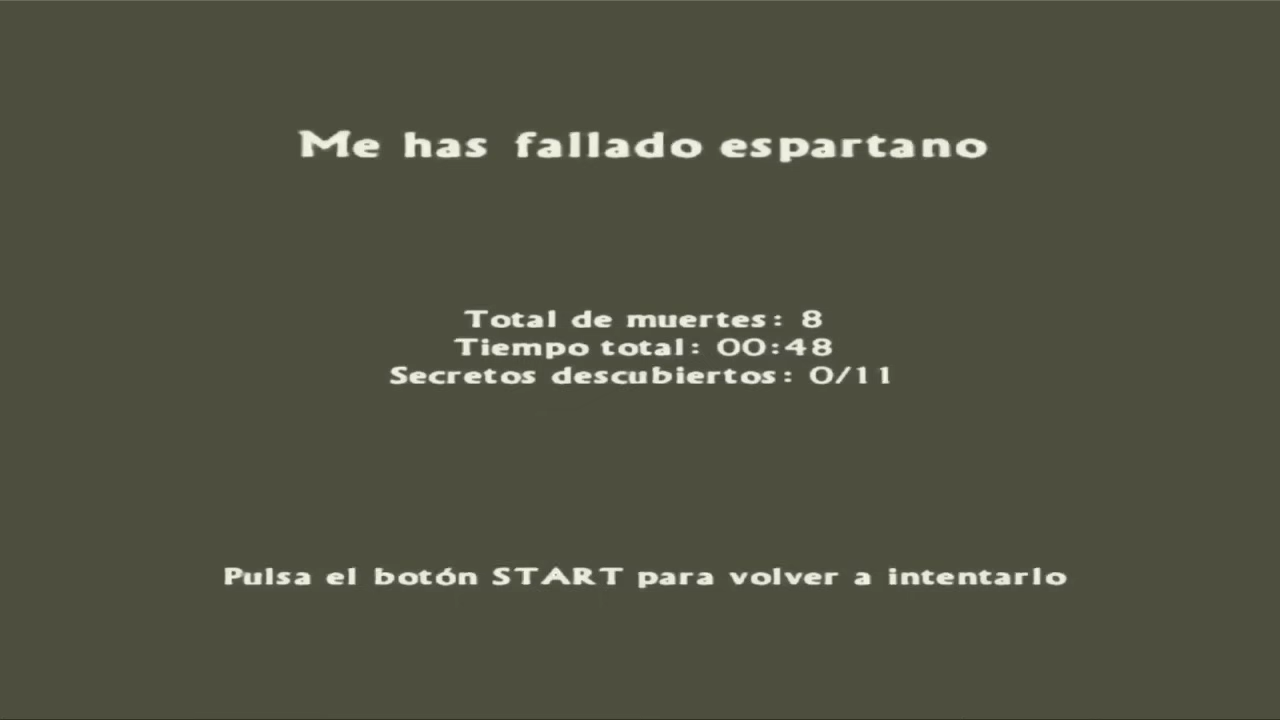 Me has fallado espartano
Total de muertes: 8
Tiempo total: 00:48
Secretos descubiertos: 0/11
Pulsa el botón START para volver a intentarlo